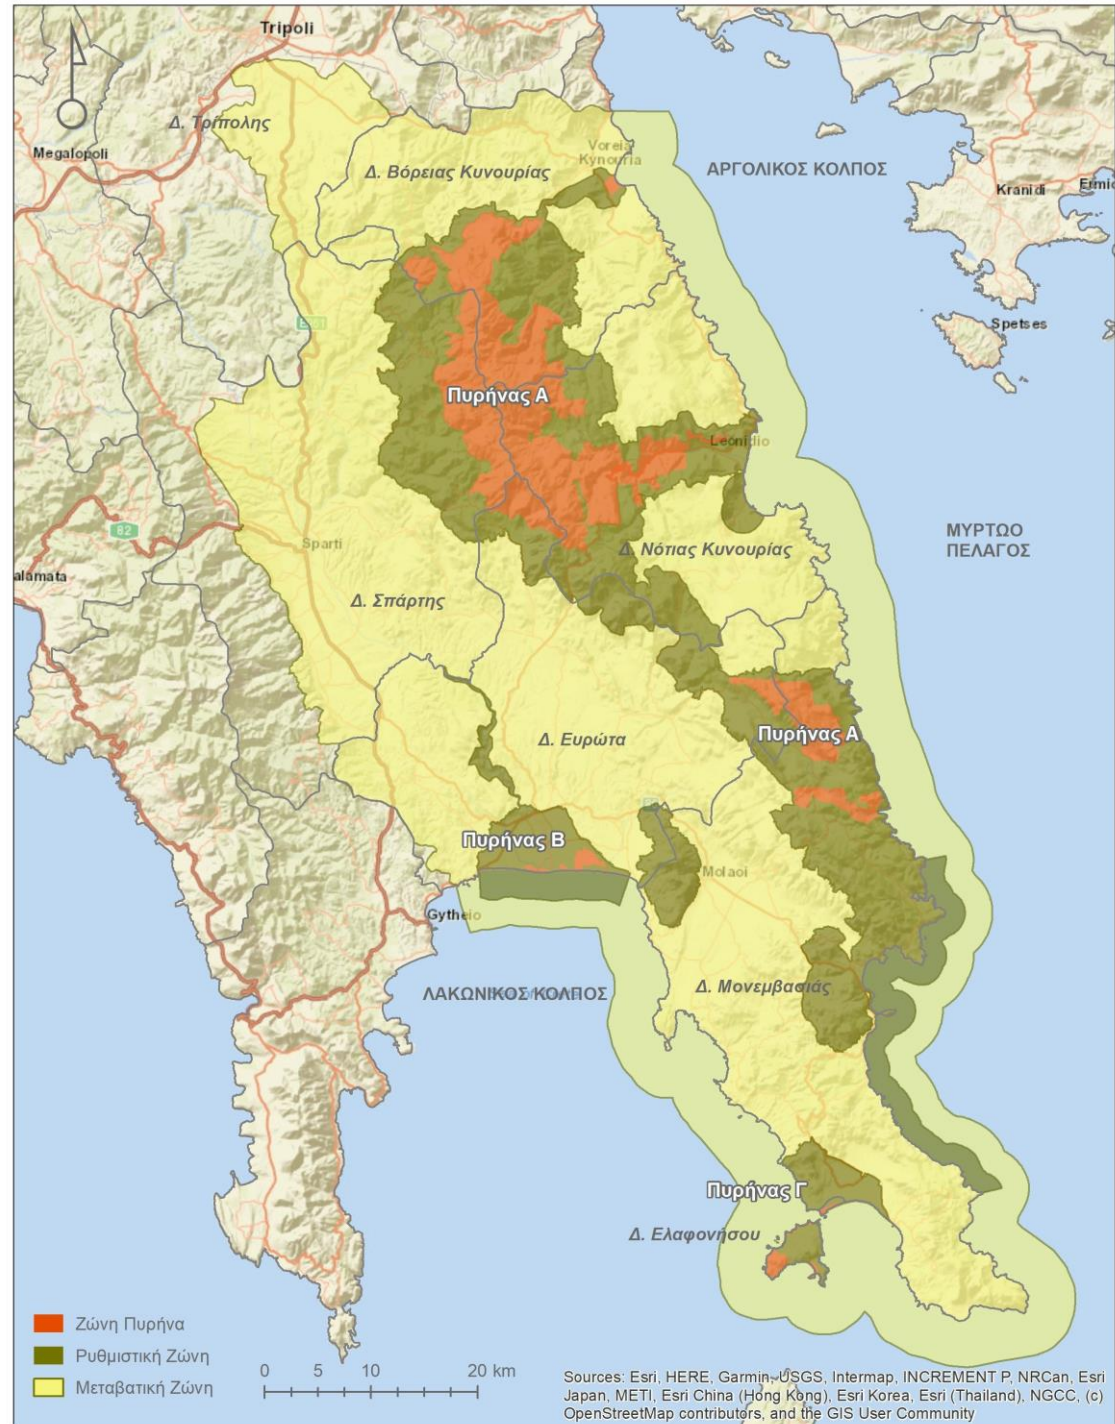 Tripoli
Δ. Τρίπολης
Megalopoli
Voreia
Kynouria
Δ. Βόρειας Κυνουρίας
ΑΡΓΟΛΙΚΟΣ ΚΟΛΠΟΣ
Kranidi
Spetses
Πυρήνας Α
Leonidio
82
Sparti
Δ. Νότιας Κυνουρίας
ΜΥΡΤΩΟ
ΠΕΛΑΓΟΣ
alamata
Δ. Σπάρτης
Δ. Ευρώτα
Πυρήνας Α
Πυρήνας Β
Molaoi
Gytheio
ΛΑΚΩΝΙΚΟΣ ΚΟΛΠΟΣ
Δ. Μονεμβασιάς
Πυρήνας Γ
Δ. Ελαφονήσου
Ζώνη Πυρήνα
Ρυθμιστική Ζώνη
Μεταβατική Ζώνη
0 5 10 20 km
Sources: Esri, HERE, Garmin, USGS, Intermap, INCREMENT P, NRCan, Esri
Japan, METI, Esri China (Hong Kong), Esri Korea, Esri (Thailand), NGCC, (c)
OpenStreetMap contributors, and the GIS User Community